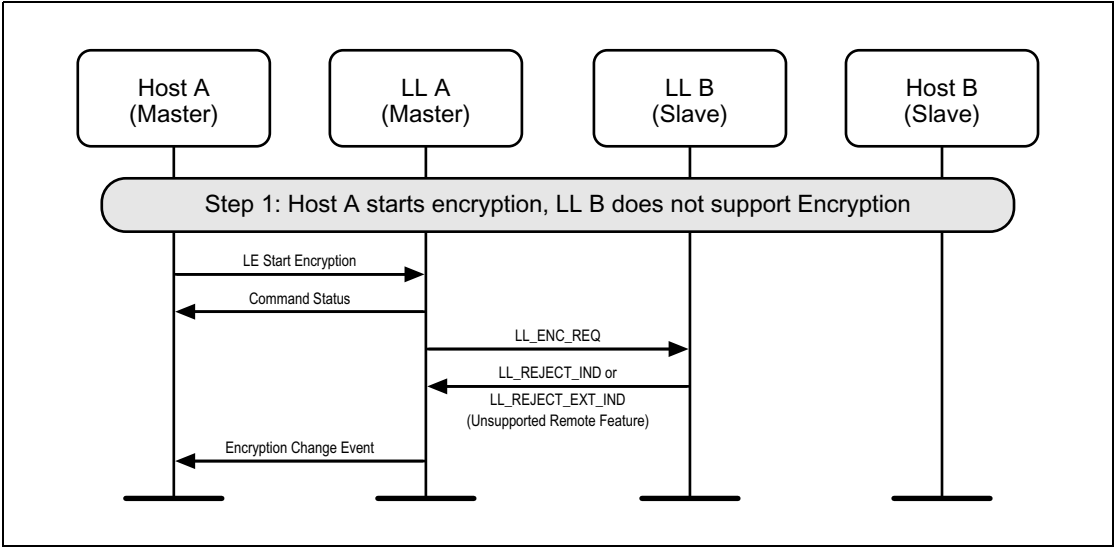 Host A
(Master)
LL A
(Master)
LL B
(Slave)
Host B
(Slave)
Step 1: Host A starts encryption, LL B does not support Encryption
LE Start Encryption
Command Status
LL_ENC_REQ
LL_REJECT_IND or
LL_REJECT_EXT_IND
(Unsupported Remote Feature)
Encryption Change Event